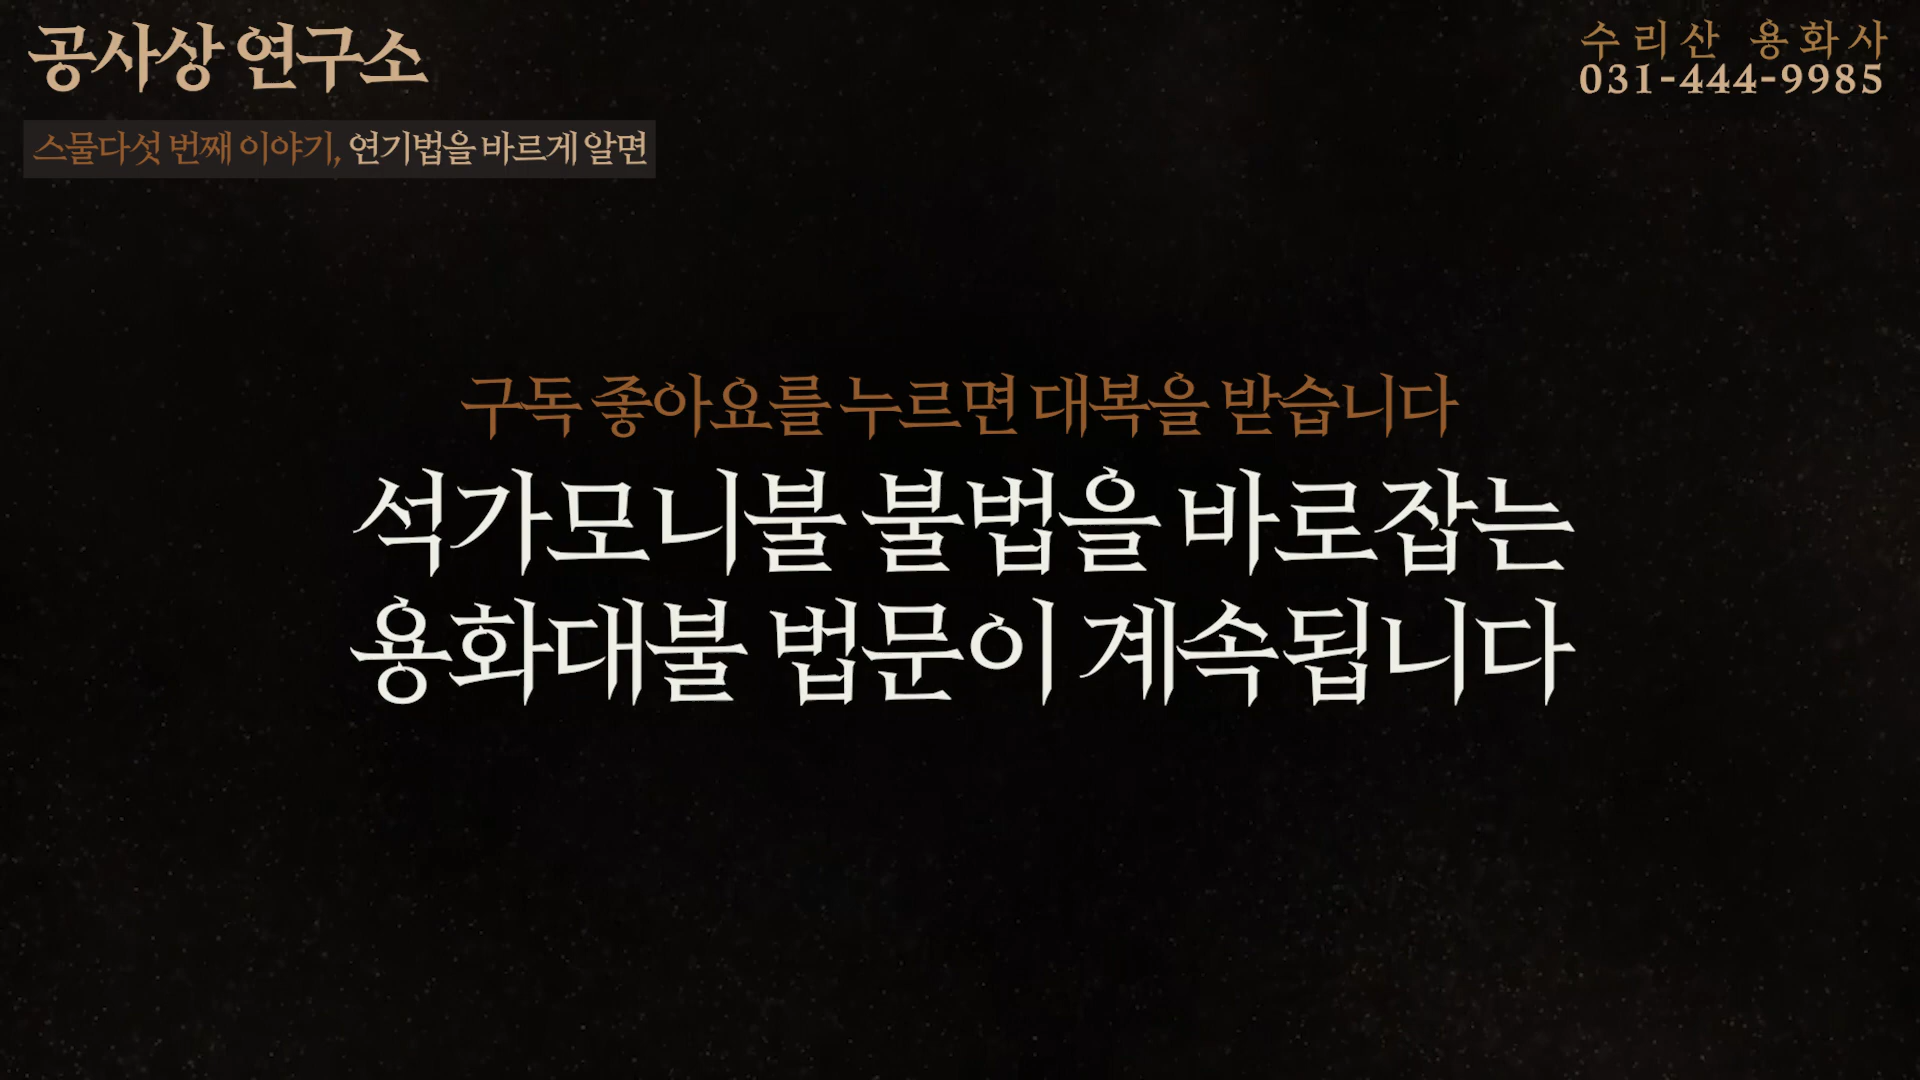 공사상 연구소
수리산 용화사
031-444-9985
스물다섯 번째 이야기, 연기법을 바르게 알면
구독 좋아요를 누르면 대복을 받습니다
석가모니불 불법을 바로잡는
용화대불 법문이 계속됩니다